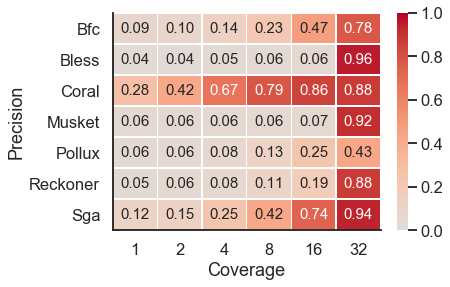 Precision
Bfc 0.09 0.10 0.14 0.23 0.47 0.78
Bless 0.04 0.04 0.05 0.06 0.06 0.96
Coral 0.28 0.42 0.67 0.79 0.86 0.88
Musket 0.06 0.06 0.06 0.06 0.07 0.92
Pollux 0.06 0.06 0.08 0.13 0.25 0.43
Reckoner 0.05 0.06 0.08 0.11 0.19 0.88
Sga 0.12 0.15 0.25 0.42 0.74 0.94
1 2 4 8 16 32
Coverage
1.0
0.8
0.6
0.4
0.2
0.0